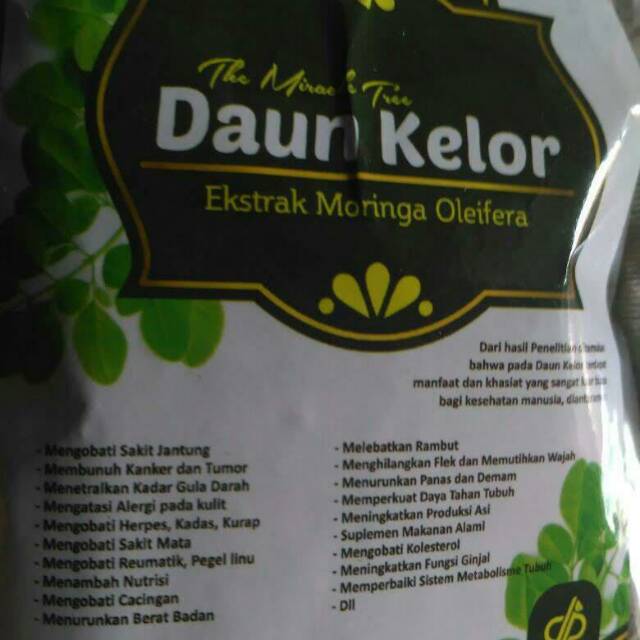 The Miracle Tree
Daun Kelor
Ekstrak Moringa Oleifera
Dari hasil Penelitian
bahwa pada Daun
manfaat dan khasiat yang sangat
bagi kesehatan manusia,
- Mengobati Sakit Jantung
- Membunuh Kanker dan Tumor
- Menetralkan Kadar Gula Darah
- Mengatasi Alergi pada kulit
- Mengobati Herpes, Kadas, Kurap
- Mengobati Sakit Mata
- Mengobati Reumatik, Pegel linu
- Menambah Nutrisi
- Mengobati Cacingan
- Menurunkan Berat Badan
- Melebatkan Rambut
- Menghilangkan Flek dan Memutihkan Wajah
- Menurunkan Panas dan Demam
- Memperkuat Daya Tahan Tubuh
- Meningkatkan Produksi Asi
- Suplemen Makanan Alami
- Mengobati Kolesterol
- Meningkatkan Fungsi Ginjal
- Memperbaiki Sistem Metabolisme Tubuh
- Dll